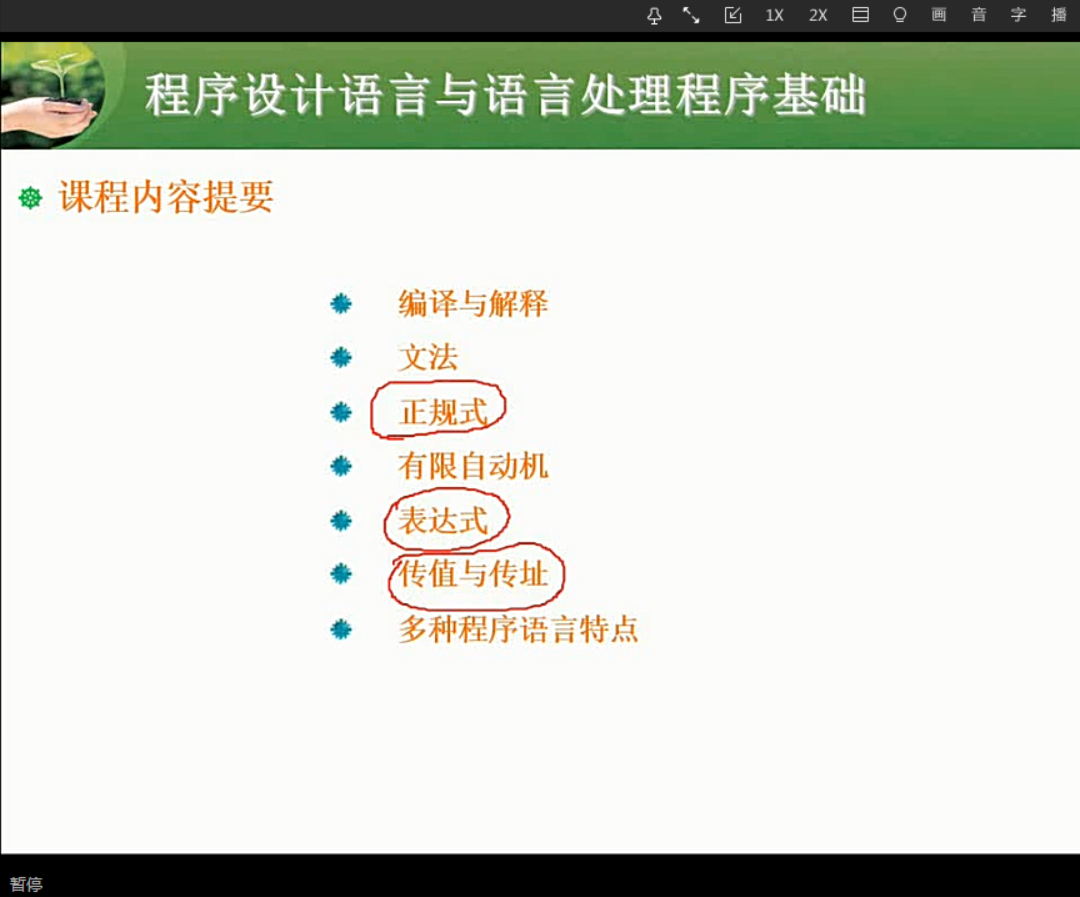 1X 2X 画 音 字 播
程序设计语言与语言处理程序基础
课程内容提要
编译与解释
文法
正规式
有限自动机
表达式
传值与传址
多种程序语言特点
暂停